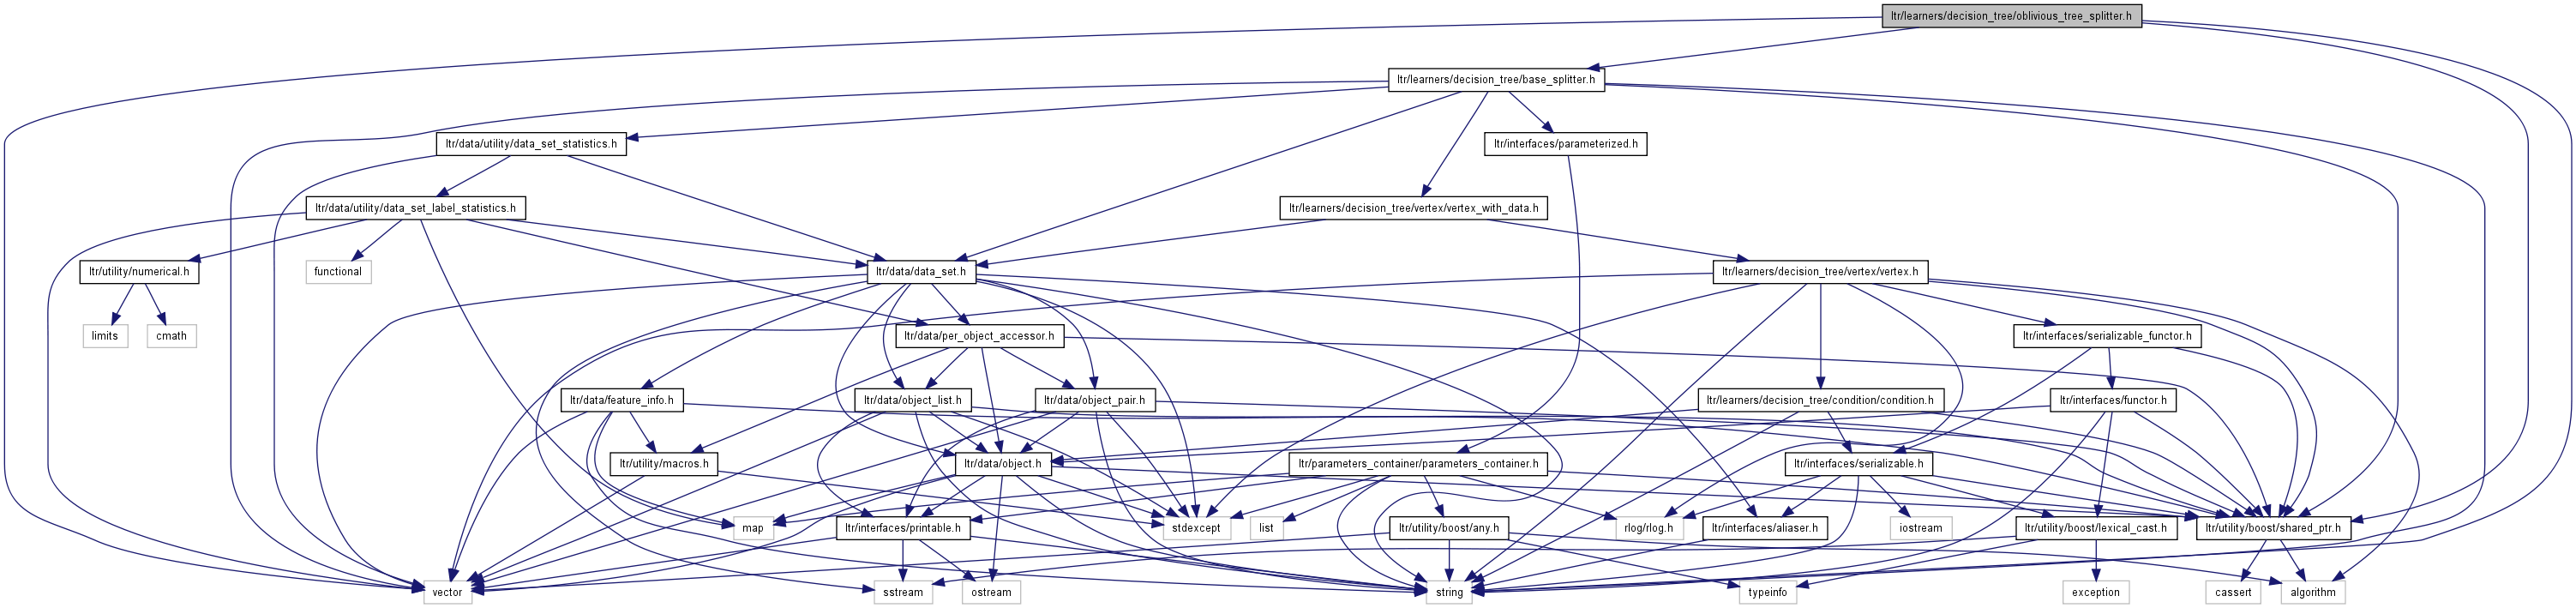 ltr/learners/decision_tree/oblivious_tree_splitter.h
ltr/learners/decision_tree/base_splitter.h
ltr/data/utility/data_set_statistics.h
ltr/interfaces/parameterized.h
ltr/data/utility/data_set_label_statistics.h
ltr/learners/decision_tree/vertex/vertex_with_data.h
ltr/utility/numerical.h
functional
ltr/data/data_set.h
ltr/learners/decision_tree/vertex/vertex.h
limits
cmath
ltr/data/per_object_accessor.h
ltr/interfaces/serializable_functor.h
ltr/data/feature_info.h
ltr/data/object_list.h
ltr/data/object_pair.h
ltr/learners/decision_tree/condition/condition.h
ltr/interfaces/functor.h
ltr/utility/macros.h
ltr/data/object.h
ltr/parameters_container/parameters_container.h
ltr/interfaces/serializable.h
map
ltr/interfaces/printable.h
stdexcept
list
ltr/utility/boost/any.h
rlog/rlog.h
ltr/interfaces/aliaser.h
iostream
ltr/utility/boost/lexical_cast.h
ltr/utility/boost/shared_ptr.h
vector
sstream
ostream
string
typeinfo
exception
cassert
algorithm